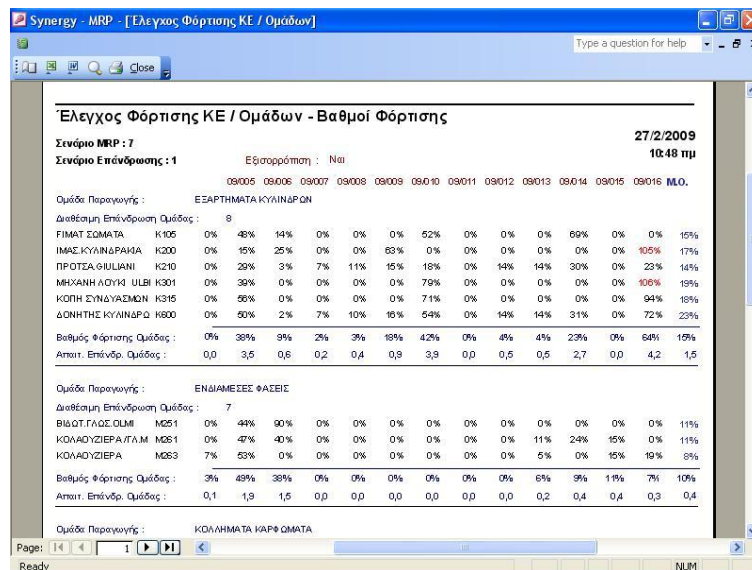 Synergy - MRP - [Έλεγχος Φόρτισης ΚΕ / Ομάδων]
Type a question for help
Close
Έλεγχος Φόρτισης ΚΕ / Ομάδων - Βαθμοί Φόρτισης
27/2/2009
Σενάριο MRP : 7
10:48 πμ
Σενάριο Επάνδρωσης : 1 Εξισορρόπιση : Ναι
09/005 09/006 09/007 09/008 09/009 09/010 09/011 09/012 09/013 09/014 09/015 09/016 Μ.Ο.
Ομάδα Παραγωγής : ΕΞΑΡΤΗΜΑΤΑ ΚΥΛΙΝΔΡΩΝ
Διαθέσιμη Επάνδρωση Ομάδας : 8
FIMAT ΣΩΜΑΤΑ K105 0% 48% 14% 0% 0% 0% 52% 0% 0% 0% 69% 0% 0% 15%
ΙΜΑΣ.ΚΥΛΙΝΔΡΑΚΙΑ K200 0% 15% 25% 0% 0% 63% 0% 0% 0% 0% 0% 0% 105% 17%
ΠΡΟΤΣΑ.GIULIANI K210 0% 29% 3% 7% 11% 15% 18% 0% 14% 14% 30% 0% 23% 14%
ΜΗΧΑΝΗ ΛΟΥΚΙ ULBI K301 0% 39% 0% 0% 0% 0% 79% 0% 0% 0% 0% 0% 106% 19%
ΚΟΠΗ ΣΥΝΔΥΑΣΜΩΝ K315 0% 56% 0% 0% 0% 0% 71% 0% 0% 0% 0% 0% 94% 18%
ΔΟΝΗΤΗΣ ΚΥΛΙΝΔΡΩ K600 0% 50% 2% 7% 10% 16% 54% 0% 14% 14% 31% 0% 72% 23%
Βαθμός Φόρτισης Ομάδας : 0% 38% 9% 2% 3% 18% 42% 0% 4% 4% 23% 0% 64% 15%
Απαιτ. Επάνδρ. Ομάδας : 0,0 3,5 0,6 0,2 0,4 0,9 3,9 0,0 0,5 0,5 2,7 0,0 4,2 1,5
Ομάδα Παραγωγής : ΕΝΔΙΑΜΕΣΕΣ ΦΑΣΕΙΣ
Διαθέσιμη Επάνδρωση Ομάδας : 7
ΒΙΔΩΤ.ΓΛΩΣ.OLMI M251 0% 44% 90% 0% 0% 0% 0% 0% 0% 0% 0% 0% 0% 11%
ΚΟΛΑΟΥΖΙΕΡΑ/ΓΛ.Μ M261 0% 47% 40% 0% 0% 0% 0% 0% 0% 11% 24% 15% 0% 11%
ΚΟΛΑΟΥΖΙΕΡΑ M263 7% 53% 0% 0% 0% 0% 0% 0% 0% 5% 0% 15% 19% 8%
Βαθμός Φόρτισης Ομάδας : 3% 49% 38% 0% 0% 0% 0% 0% 0% 6% 9% 11% 7% 10%
Απαιτ. Επάνδρ. Ομάδας : 0,1 1,9 1,5 0,0 0,0 0,0 0,0 0,0 0,0 0,2 0,4 0,4 0,3 0,4
Ομάδα Παραγωγής : ΚΟΛΛΗΜΑΤΑ ΚΑΡΦΩΜΑΤΑ
Page: 1
Ready NUM